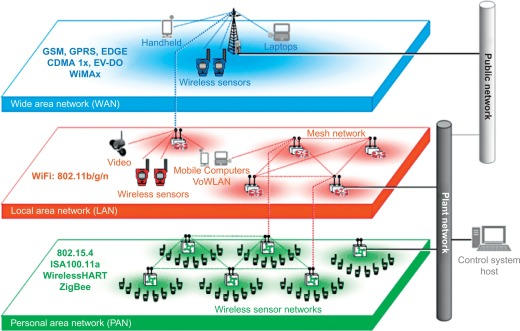 Handheld
Laptops
GSM, GPRS, EDGE
CDMA 1x, EV-DO
WiMAx
Wireless sensors
Wide area network (WAN)
Public network
Mesh network
Video
Mobile Computers
VoWLAN
WiFi: 802.11b/g/n
Wireless sensors
Local area network (LAN)
Plant network
802.15.4
ISA100.11a
WirelessHART
ZigBee
Control system
host
Wireless sensor networks
Personal area network (PAN)